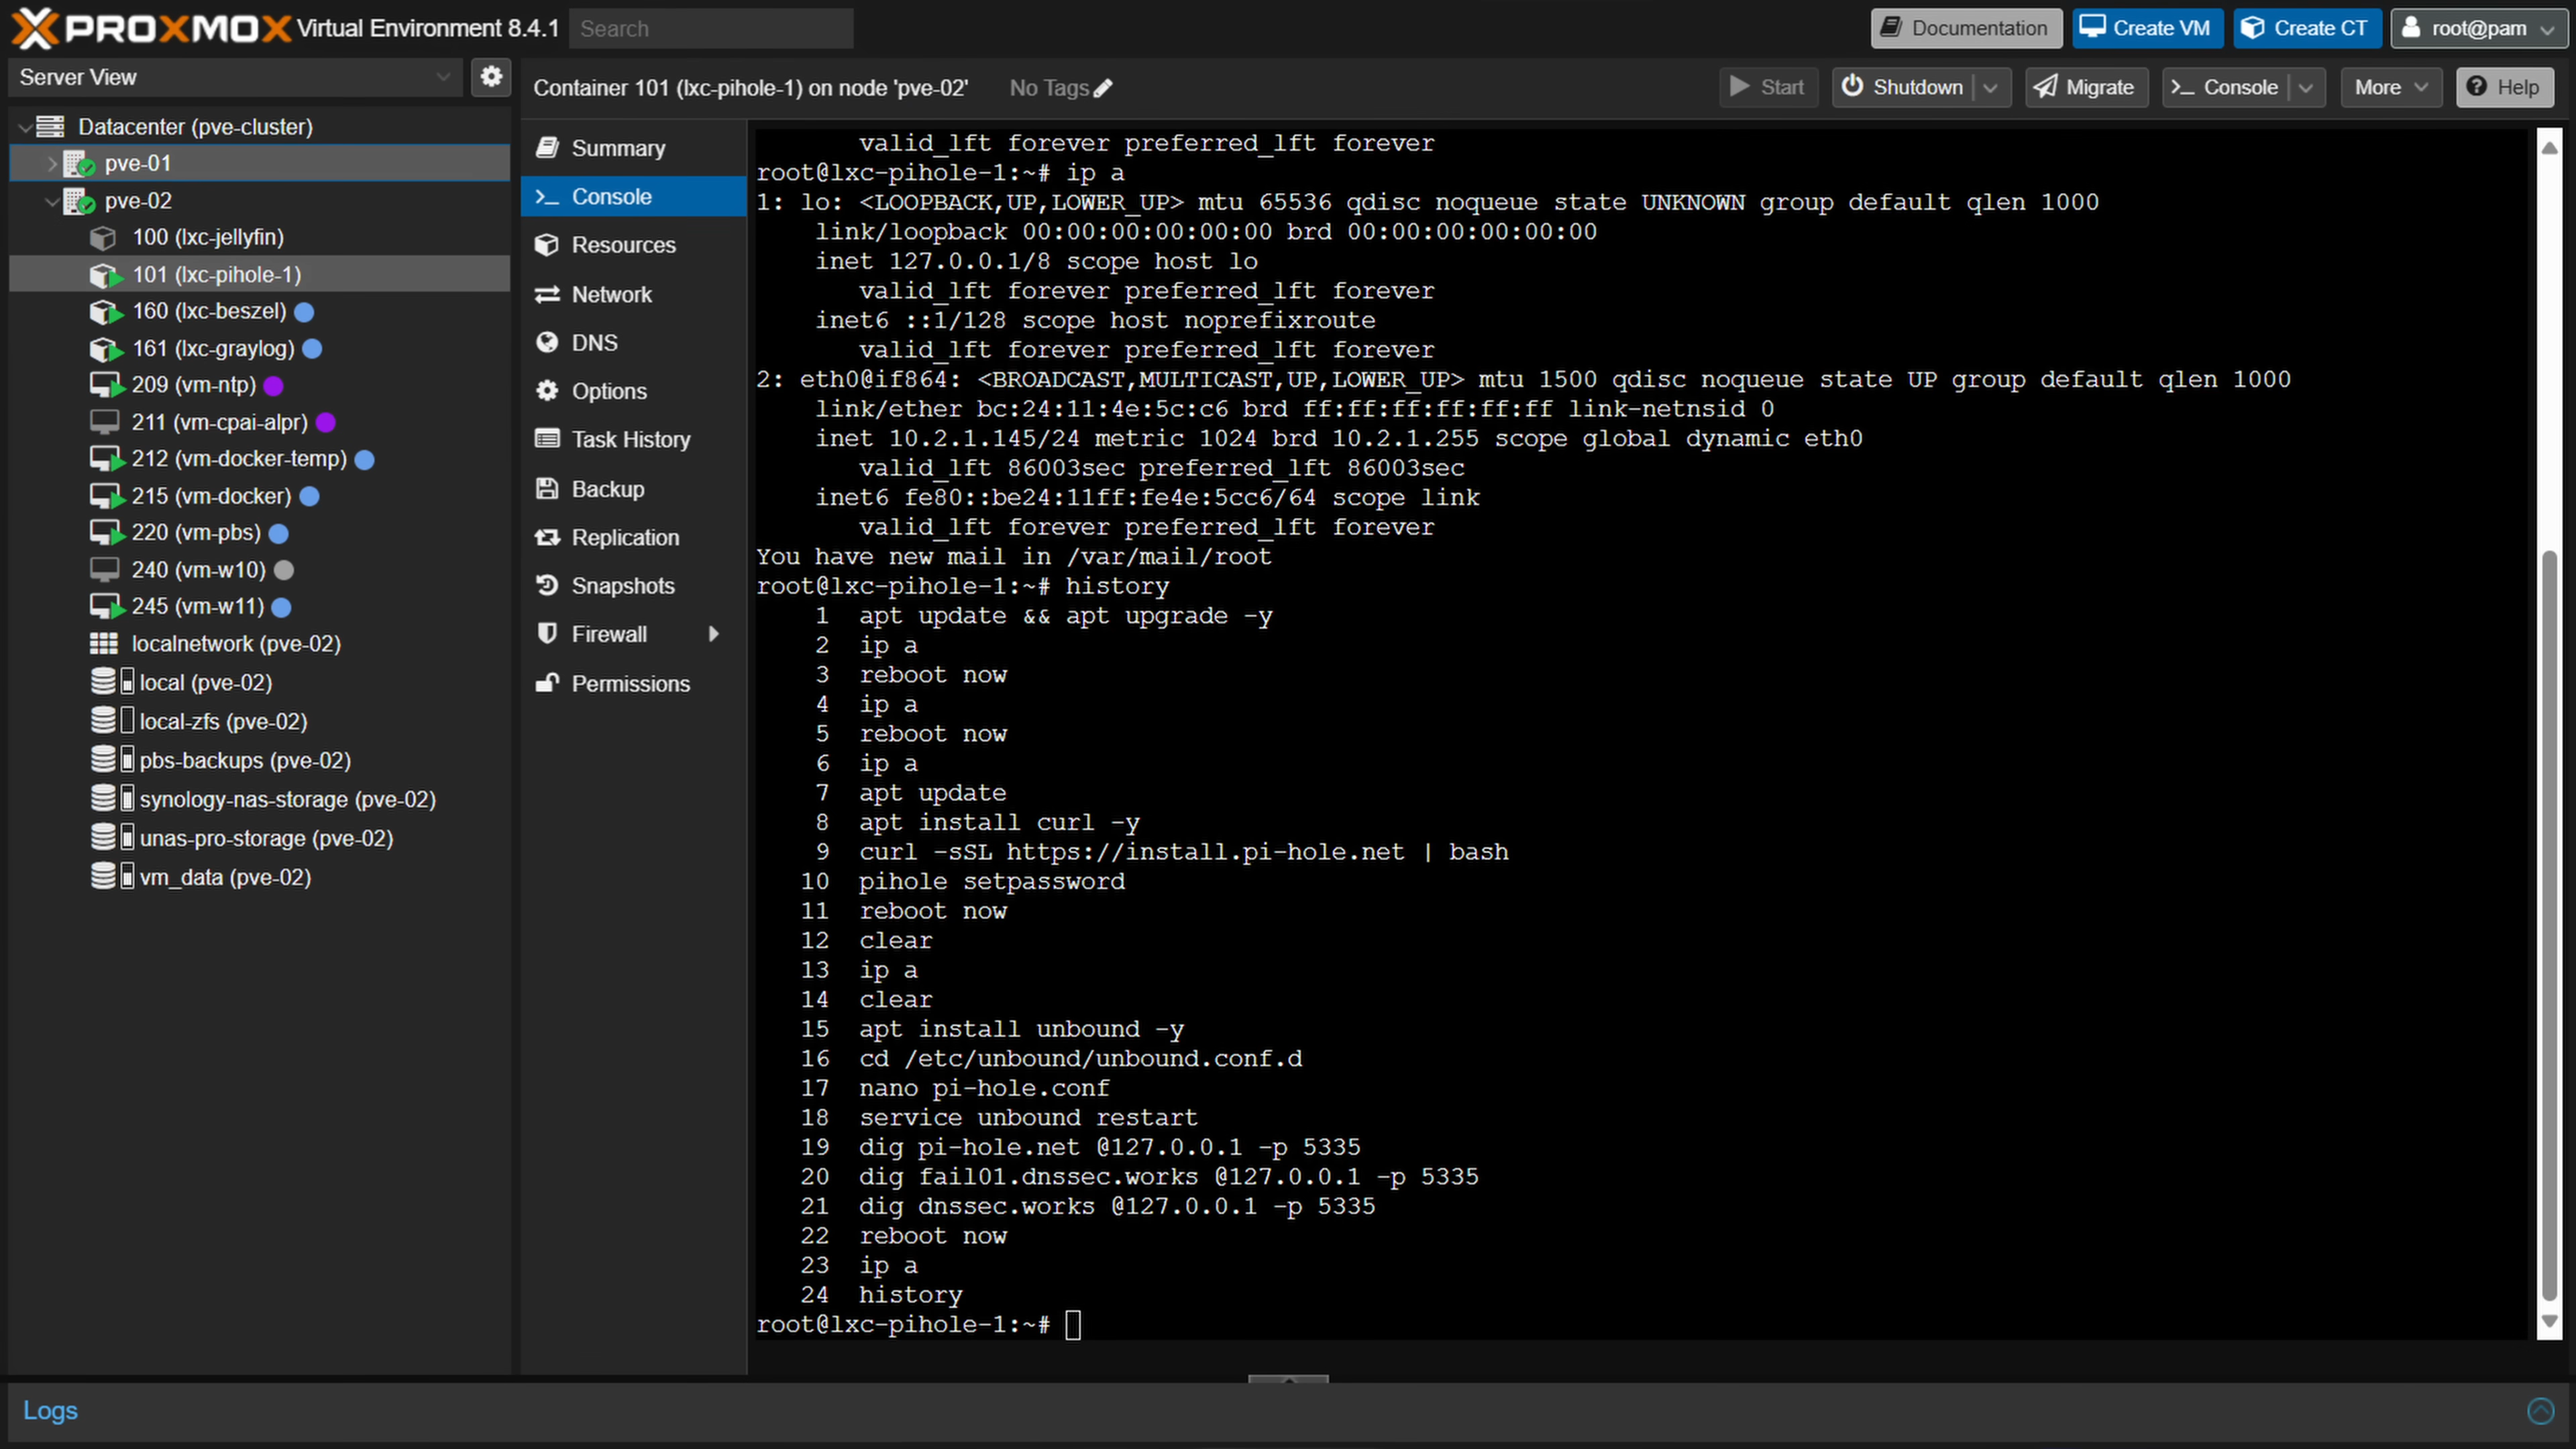 PROXMOX Virtual Environment 8.4.1 Search Documentation Create VM Create CT root@pam
Server View
Datacenter (pve-cluster)
pve-01
pve-02
100 (lxc-jellyfin)
101 (lxc-pihole-1)
160 (lxc-beszel)
161 (lxc-graylog)
209 (vm-ntp)
211 (vm-cpai-alpr)
212 (vm-docker-temp)
215 (vm-docker)
220 (vm-pbs)
240 (vm-w10)
245 (vm-w11)
localnetwork (pve-02)
local (pve-02)
local-zfs (pve-02)
pbs-backups (pve-02)
synology-nas-storage (pve-02)
unas-pro-storage (pve-02)
vm_data (pve-02)
Container 101 (lxc-pihole-1) on node 'pve-02' No Tags Start Shutdown Migrate Console More Help
Summary
Console
Resources
Network
DNS
Options
Task History
Backup
Replication
Snapshots
Firewall
Permissions
valid_lft forever preferred_lft forever
root@lxc-pihole-1:~# ip a
1: lo: <LOOPBACK,UP,LOWER_UP> mtu 65536 qdisc noqueue state UNKNOWN group default qlen 1000
link/loopback 00:00:00:00:00:00 brd 00:00:00:00:00:00
inet 127.0.0.1/8 scope host lo
valid_lft forever preferred_lft forever
inet6 ::1/128 scope host noprefixroute
valid_lft forever preferred_lft forever
2: eth0@if864: <BROADCAST,MULTICAST,UP,LOWER_UP> mtu 1500 qdisc noqueue state UP group default qlen 1000
link/ether bc:24:11:4e:5c:c6 brd ff:ff:ff:ff:ff:ff link-netnsid 0
inet 10.2.1.145/24 metric 1024 brd 10.2.1.255 scope global dynamic eth0
valid_lft 86003sec preferred_lft 86003sec
inet6 fe80::be24:11ff:fe4e:5cc6/64 scope link
valid_lft forever preferred_lft forever
You have new mail in /var/mail/root
root@lxc-pihole-1:~# history
1 apt update && apt upgrade -y
2 ip a
3 reboot now
4 ip a
5 reboot now
6 ip a
7 apt update
8 apt install curl -y
9 curl -sSL https://install.pi-hole.net | bash
10 pihole setpassword
11 reboot now
12 clear
13 ip a
14 clear
15 apt install unbound -y
16 cd /etc/unbound/unbound.conf.d
17 nano pi-hole.conf
18 service unbound restart
19 dig pi-hole.net @127.0.0.1 -p 5335
20 dig fail01.dnssec.works @127.0.0.1 -p 5335
21 dig dnssec.works @127.0.0.1 -p 5335
22 reboot now
23 ip a
24 history
root@lxc-pihole-1:~#
Logs